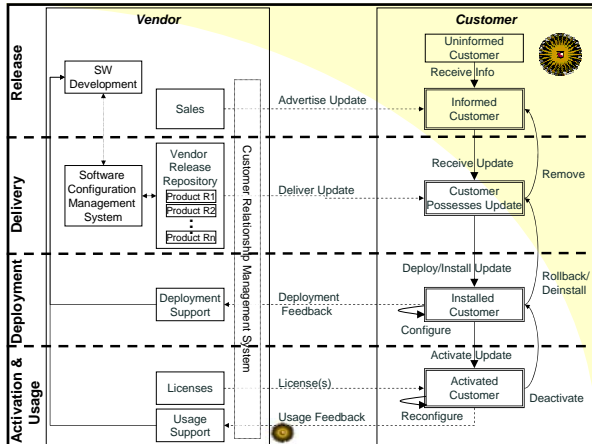 Vendor
Customer
Release
SW
Development
Sales
Advertise Update
Uninformed
Customer
Receive Info
Informed
Customer
Delivery
Software
Configuration
Management
System
Vendor
Release
Repository
Product R1
Product R2
Product Rn
Customer Relationship Management System
Deliver Update
Receive Update
Remove
Customer
Possesses Update
Deployment
Deployment
Support
Deployment
Feedback
Deploy/Install Update
Installed
Customer
Configure
Rollback/
Deinstall
Activation &
Usage
Licenses
License(s)
Activate Update
Activated
Customer
Deactivate
Usage
Support
Usage Feedback
Reconfigure